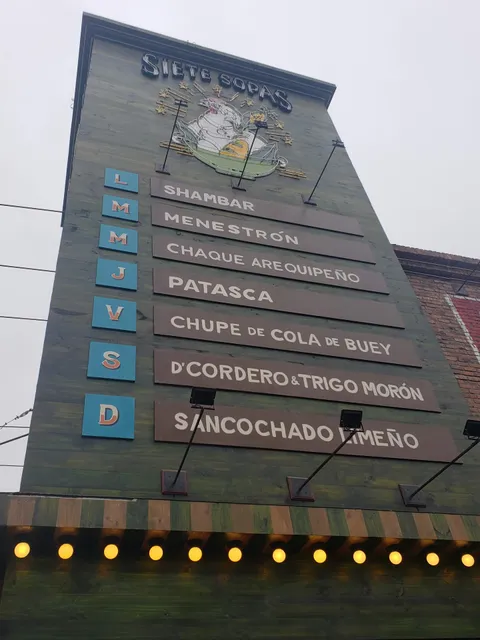 SIETE SOPAS
L SHAMBAR
M MENESTRÓN
M CHAQUE AREQUIPEÑO
J PATASCA
V CHUPE DE COLA DE BUEY
S D'CORDERO & TRIGO MORÓN
D SANCOCHADO LIMEÑO